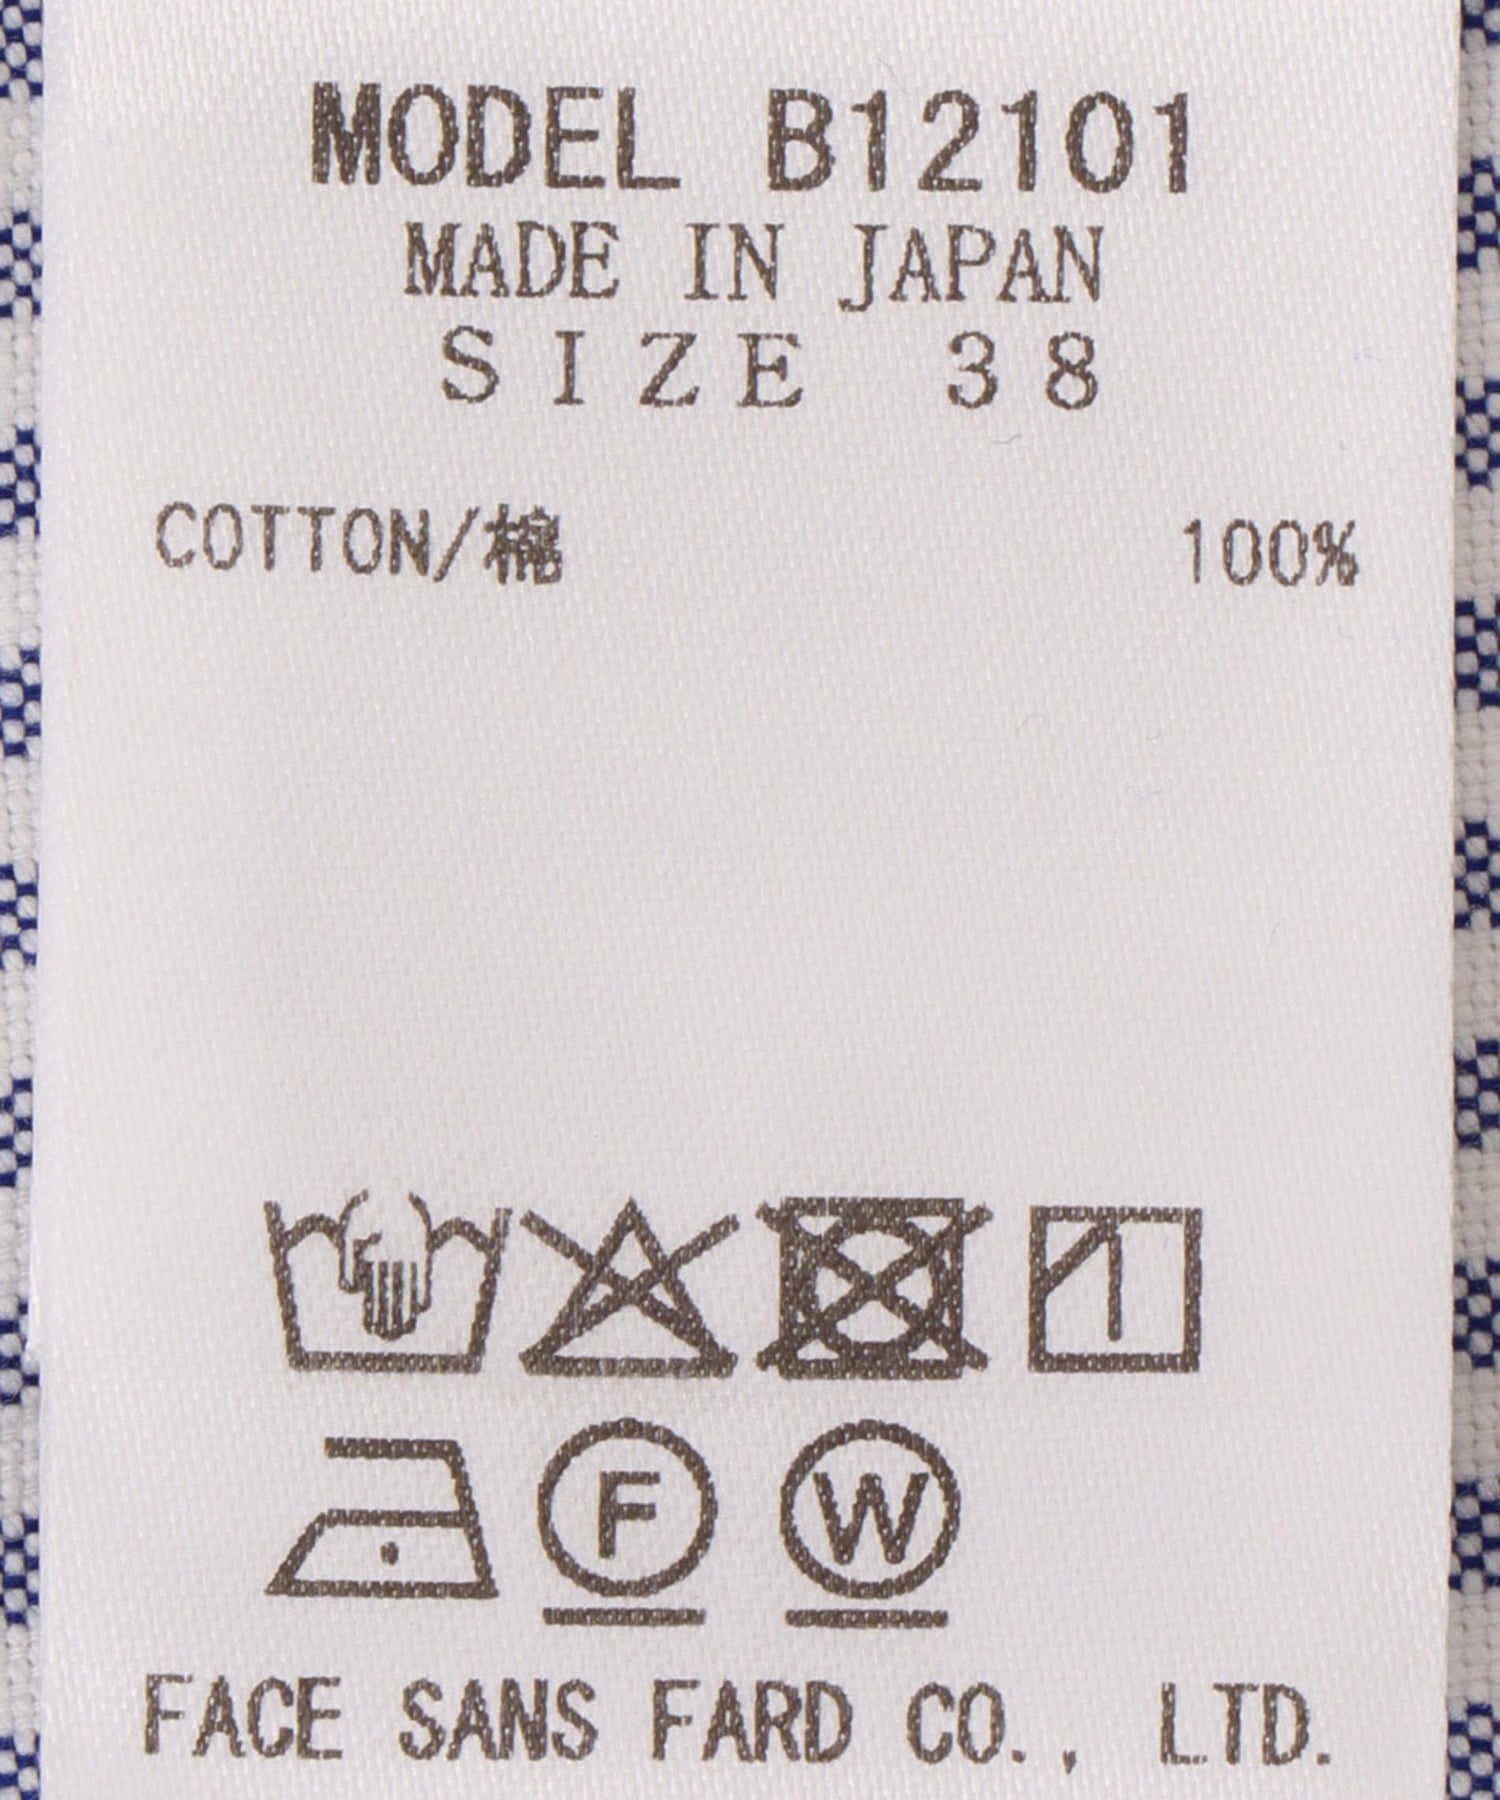 MODEL B12101
MADE IN JAPAN
SIZE 38
COTTON/棉 100%
F W
FACE SANS FARD CO., LTD.